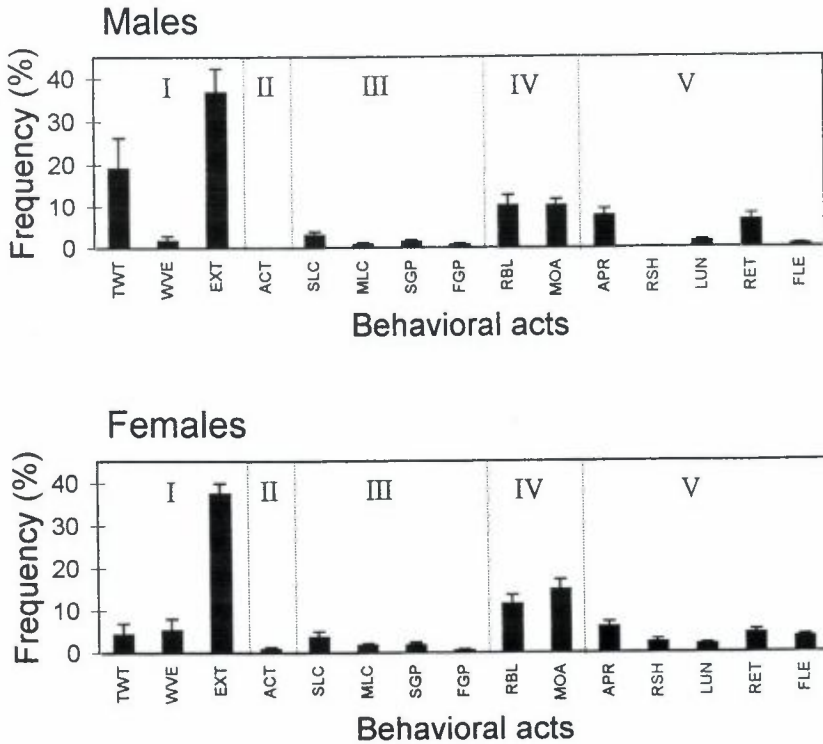 Males
Frequency (%)
40
30
20
10
0
I II III IV V
TWT WVE EXT ACT SLC MLC SGP FGP RBL MOA APR RSH LUN RET FLE
Behavioral acts
Females
Frequency (%)
40
30
20
10
0
I II III IV V
TWT WVE EXT ACT SLC MLC SGP FGP RBL MOA APR RSH LUN RET FLE
Behavioral acts